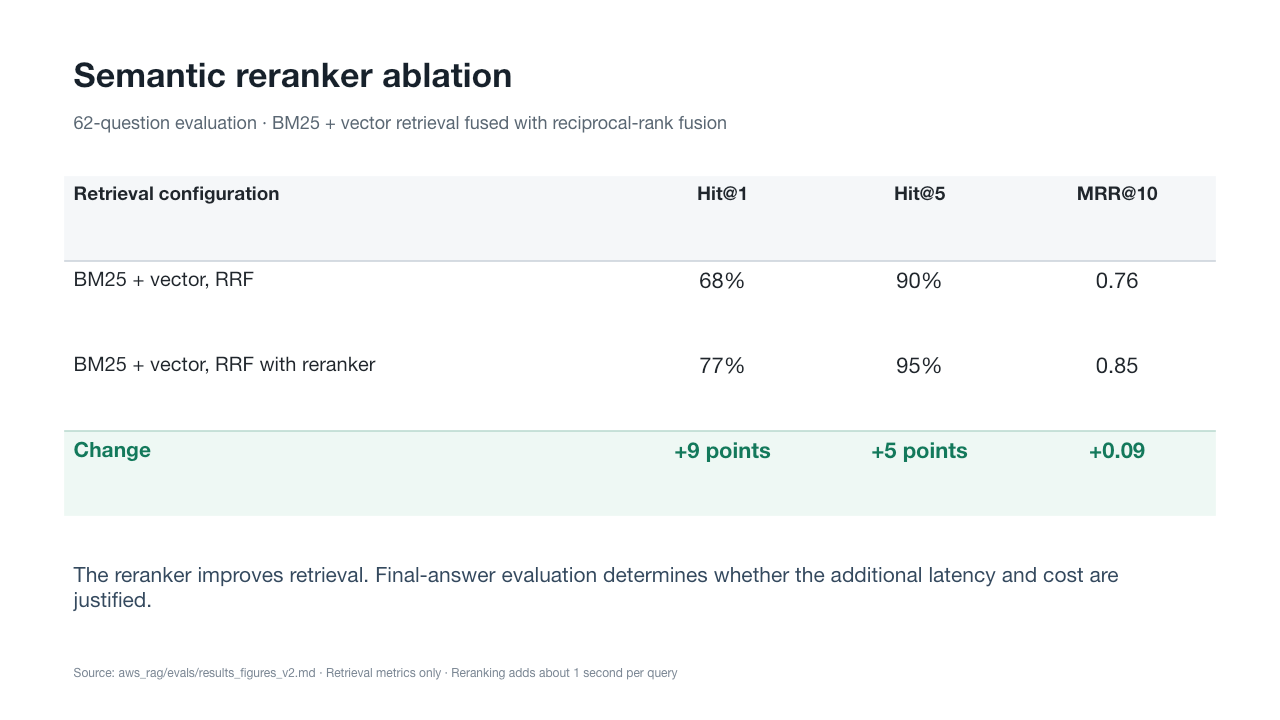 Semantic reranker ablation
62-question evaluation · BM25 + vector retrieval fused with reciprocal-rank fusion
Retrieval configuration Hit@1 Hit@5 MRR@10
BM25 + vector, RRF 68% 90% 0.76
BM25 + vector, RRF with reranker 77% 95% 0.85
Change +9 points +5 points +0.09
The reranker improves retrieval. Final-answer evaluation determines whether the additional latency and cost are
justified.
Source: aws_rag/evals/results_figures_v2.md · Retrieval metrics only · Reranking adds about 1 second per query